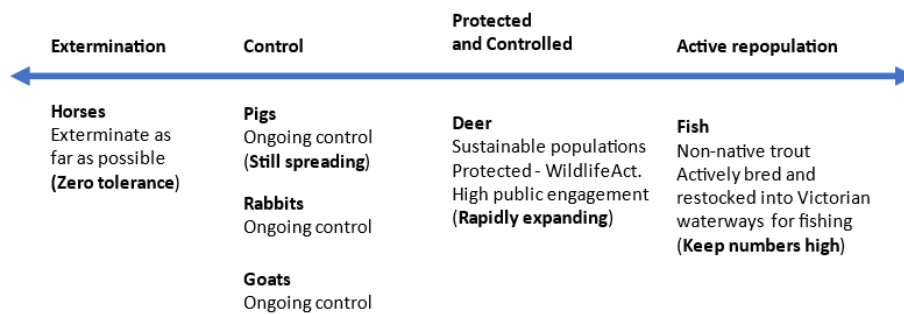 Extermination
Control
Protected
and Controlled
Active repopulation
Horses
Exterminate as
far as possible
(Zero tolerance)
Pigs
Ongoing control
(Still spreading)
Rabbits
Ongoing control
Goats
Ongoing control
Deer
Sustainable populations
Protected - WildlifeAct.
High public engagement
(Rapidly expanding)
Fish
Non-native trout
Actively bred and
restocked into Victorian
waterways for fishing
(Keep numbers high)